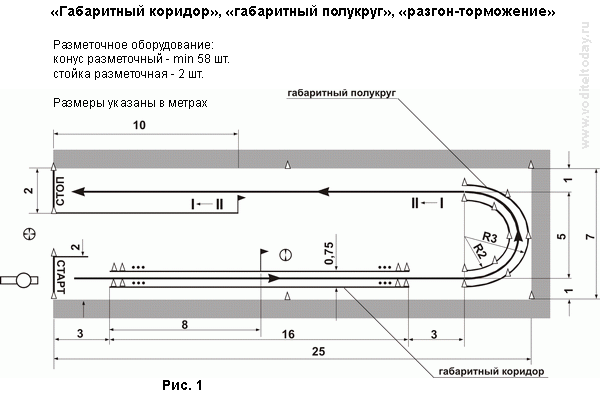 «Габаритный коридор», «габаритный полукруг», «разгон-торможение»
Разметочное оборудование:
конус разметочный - min 58 шт.
стойка разметочная - 2 шт.
Размеры указаны в метрах
www.voditeltoday.ru
габаритный полукруг
10
2
СТОП
I ← II
II ← I
1
5
7
R3
R2
2
СТАРТ
0,75
1
3
8
16
3
25
габаритный коридор
Рис. 1